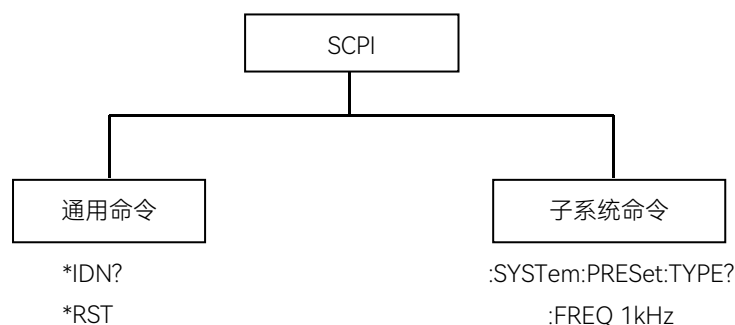 SCPI
通用命令
*IDN?
*RST
子系统命令
:SYSTem:PRESet:TYPE?
:FREQ 1kHz